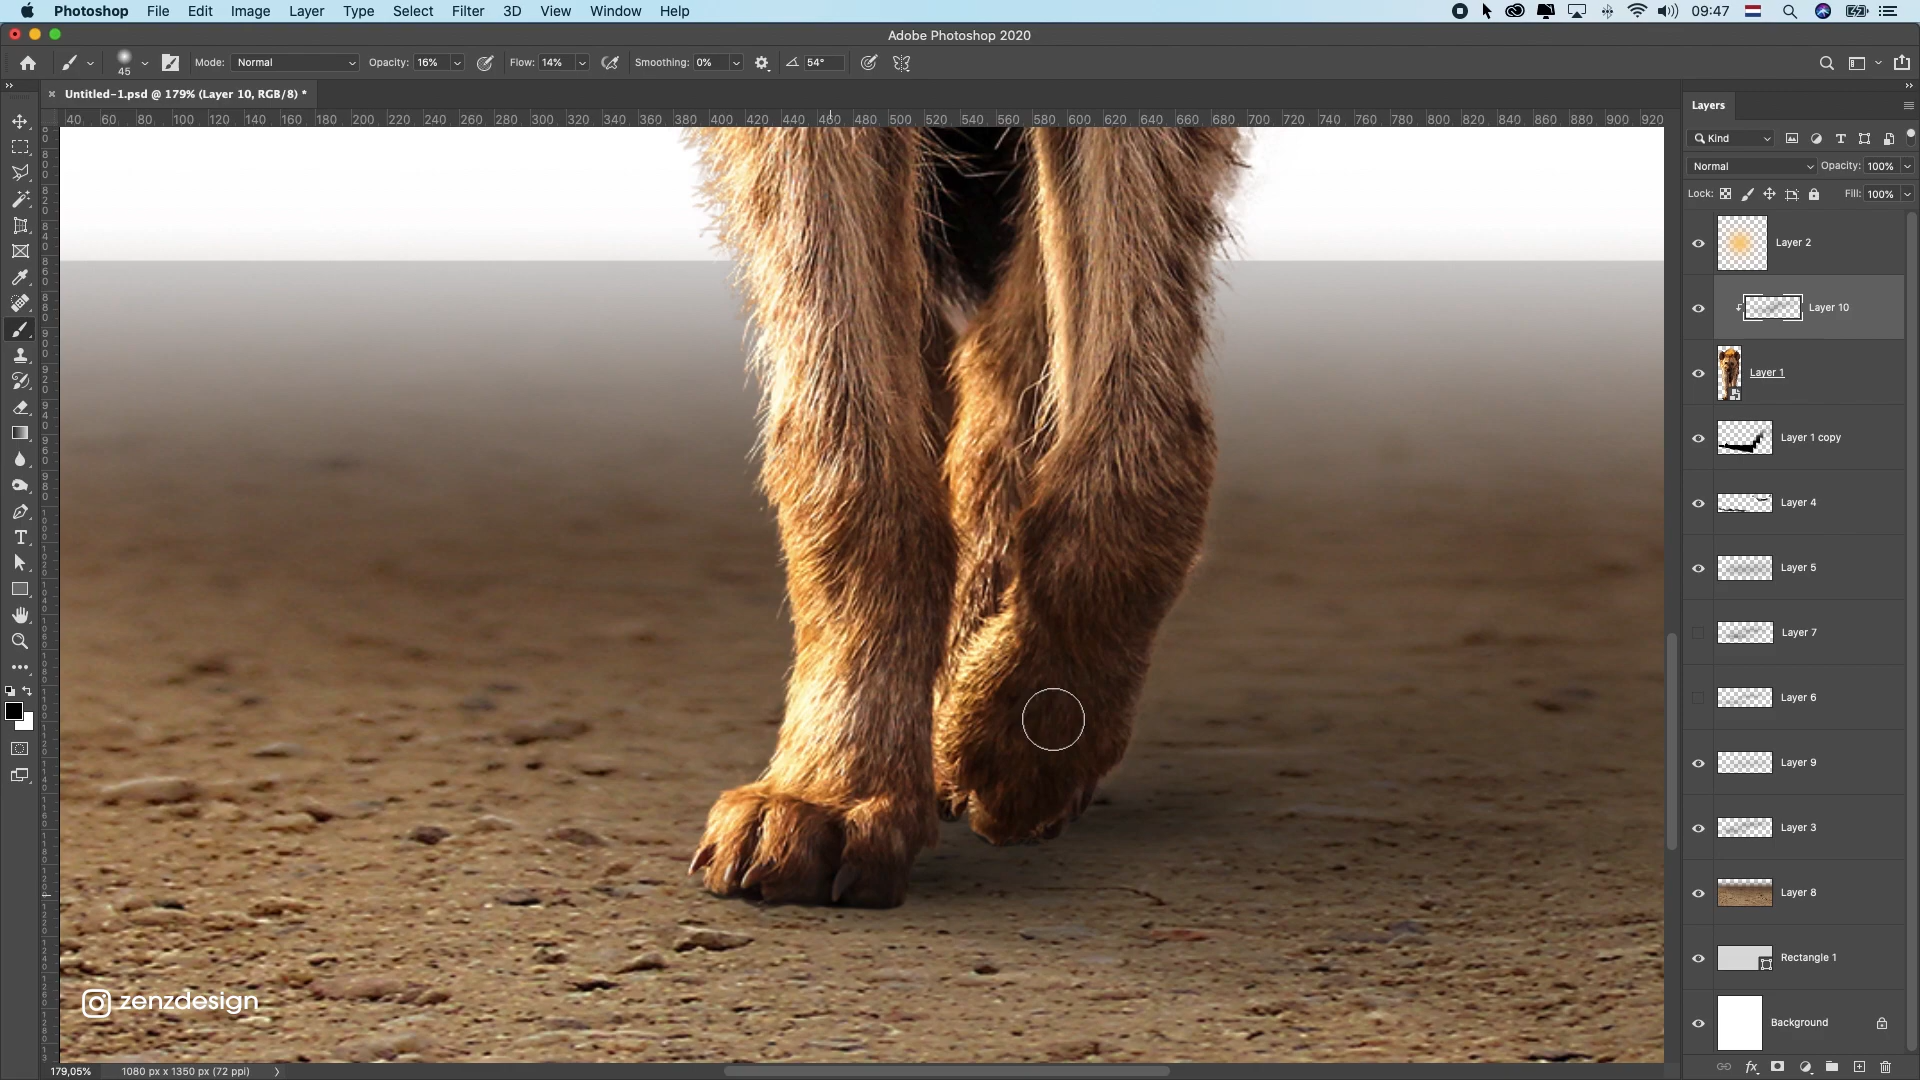 Photoshop File Edit Image Layer Type Select Filter 3D View Window Help 09:47
Adobe Photoshop 2020
45 Mode: Normal Opacity: 16% Flow: 14% Smoothing: 0% 54°
× Untitled-1.psd @ 179% (Layer 10, RGB/8) *
40 60 80 100 120 140 160 180 200 220 240 260 280 300 320 340 360 380 400 420 440 460 480 500 520 540 560 580 600 620 640 660 680 700 720 740 760 780 800 820 840 860 880 900 920
Layers
Kind
Normal Opacity: 100%
Lock: Fill: 100%
Layer 2
Layer 10
Layer 1
Layer 1 copy
Layer 4
Layer 5
Layer 7
Layer 6
Layer 9
Layer 3
Layer 8
Rectangle 1
Background
zenzdesign
179,05% 1080 px x 1350 px (72 ppi)